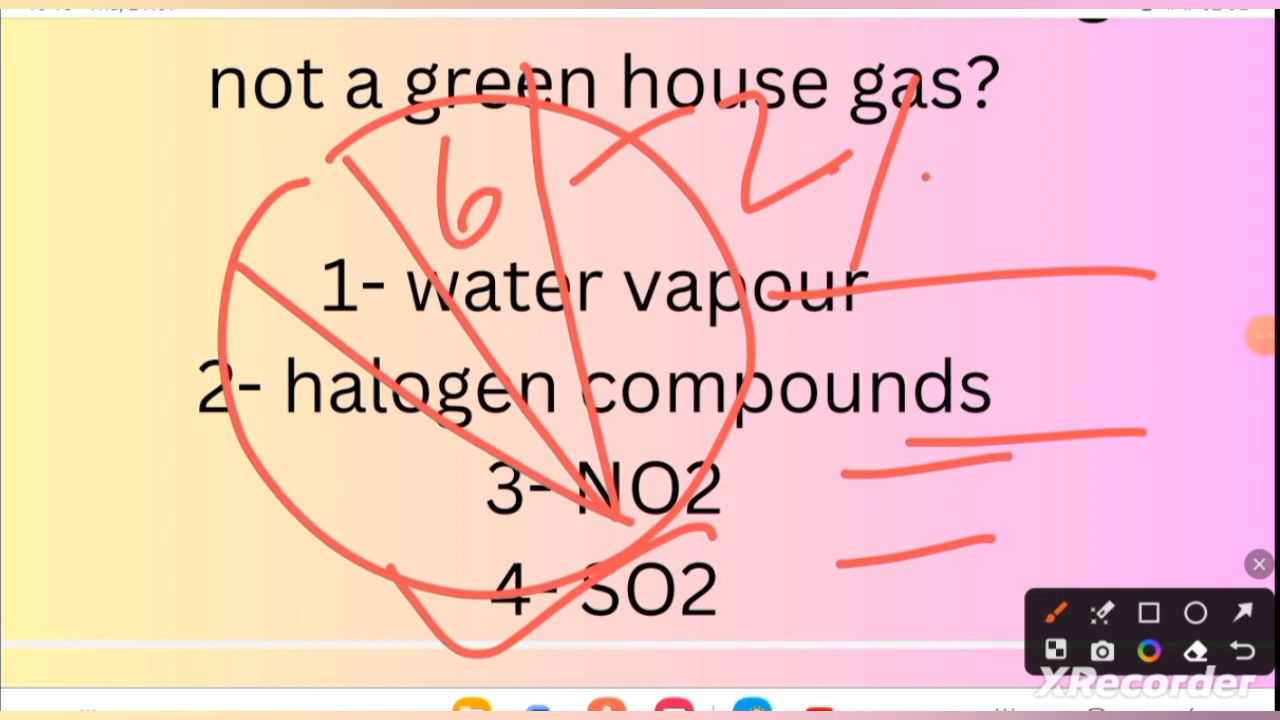 not a green house gas?
6 2
1- water vapour
2- halogen compounds
3- NO2
4- SO2
XRecorder